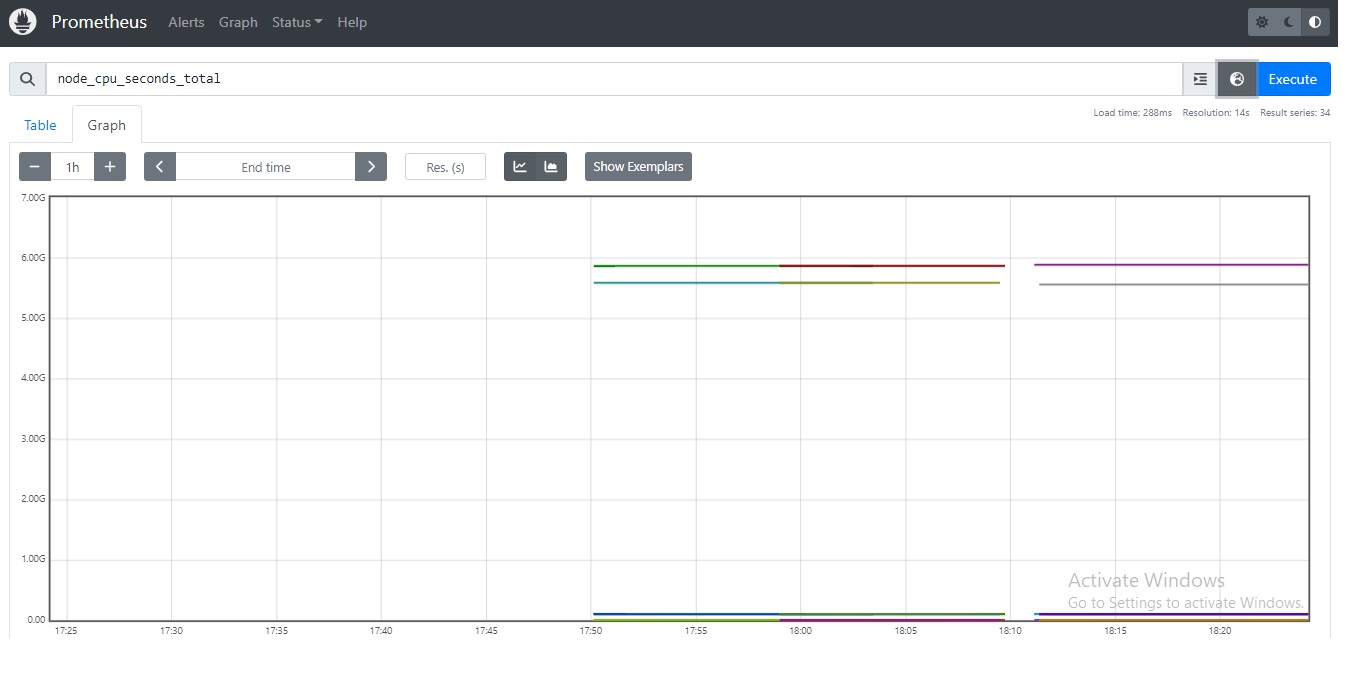 Prometheus Alerts Graph Status Help
node_cpu_seconds_total Execute
Load time: 288ms Resolution: 14s Result series: 34
Table Graph
− 1h + End time Res. (s) Show Exemplars
7.00G
6.00G
5.00G
4.00G
3.00G
2.00G
1.00G
Activate Windows
Go to Settings to activate Windows.
0.00
17:25 17:30 17:35 17:40 17:45 17:50 17:55 18:00 18:05 18:10 18:15 18:20